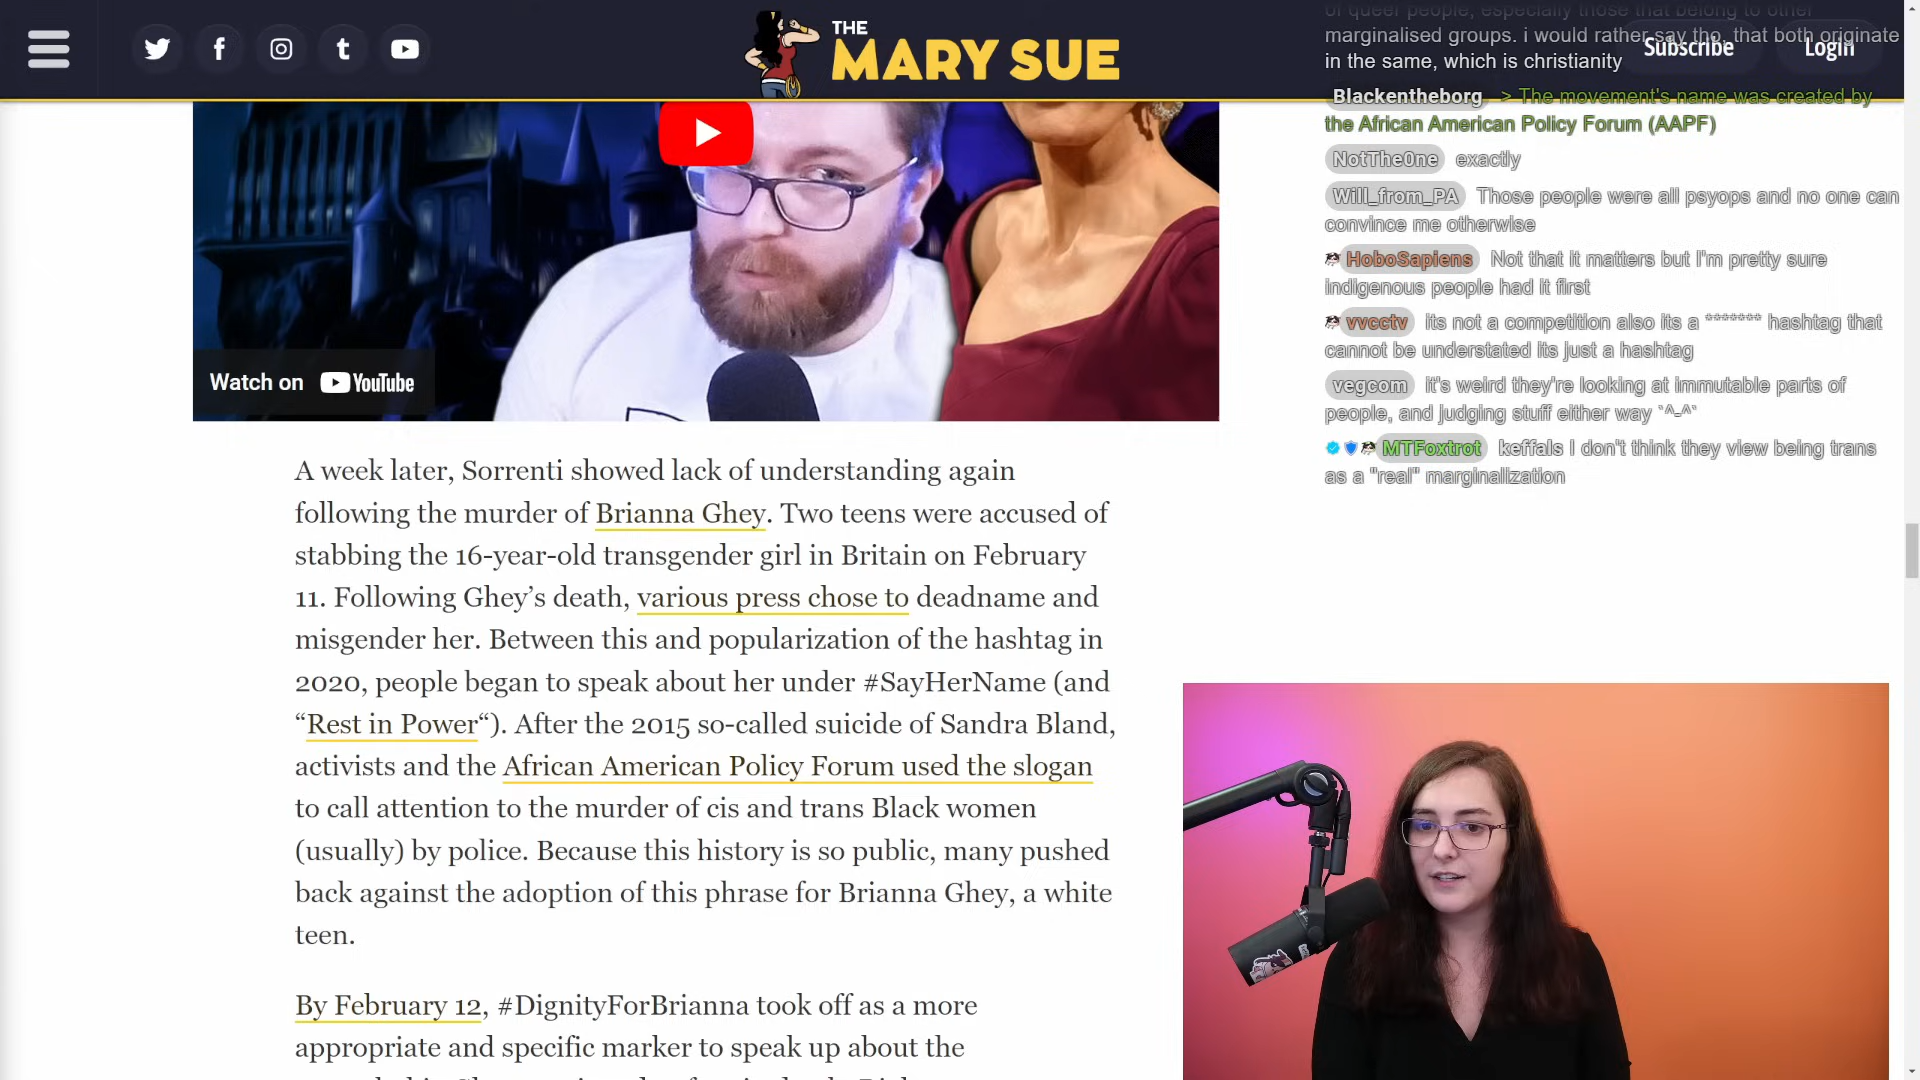 THE
MARY SUE
Subscribe
Login
Watch on YouTube
A week later, Sorrenti showed lack of understanding again
following the murder of Brianna Ghey. Two teens were accused of
stabbing the 16-year-old transgender girl in Britain on February
11. Following Ghey’s death, various press chose to deadname and
misgender her. Between this and popularization of the hashtag in
2020, people began to speak about her under #SayHerName (and
“Rest in Power“). After the 2015 so-called suicide of Sandra Bland,
activists and the African American Policy Forum used the slogan
to call attention to the murder of cis and trans Black women
(usually) by police. Because this history is so public, many pushed
back against the adoption of this phrase for Brianna Ghey, a white
teen.
By February 12, #DignityForBrianna took off as a more
appropriate and specific marker to speak up about the
of queer people, especially those that belong to other
marginalised groups. i would rather say tho, that both originate
in the same, which is christianity
Blackentheborg > The movement's name was created by
the African American Policy Forum (AAPF)
NotThe0ne exactly
Will_from_PA Those people were all psyops and no one can
convince me otherwise
HoboSapiens Not that it matters but I'm pretty sure
indigenous people had it first
vvcctv Its not a competition also its a ******* hashtag that
cannot be understated its just a hashtag
vegcom it's weird they're looking at immutable parts of
people, and judging stuff either way `^-^`
MTFoxtrot keffals I don't think they view being trans
as a "real" marginalization